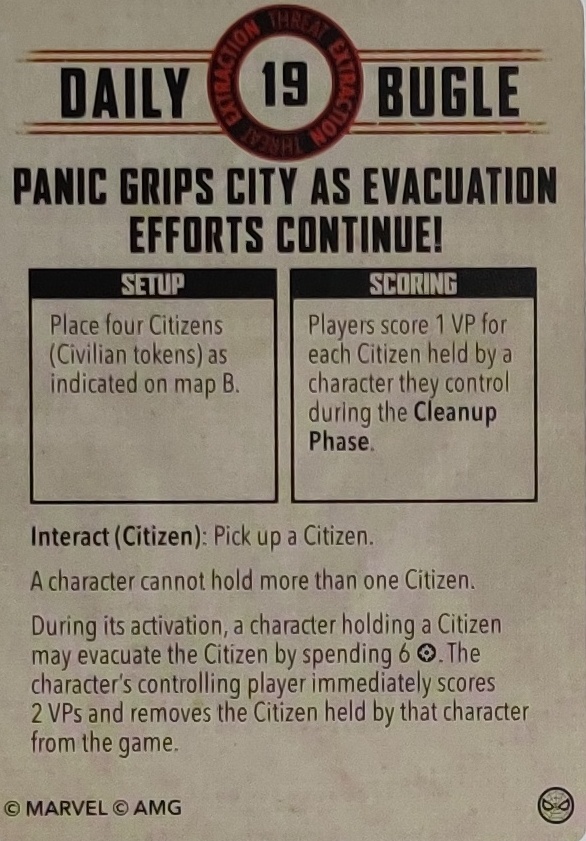 THREAT EXTRACTION THREAT EXTRACTION
DAILY 19 BUGLE
PANIC GRIPS CITY AS EVACUATION
EFFORTS CONTINUE!
SETUP
Place four Citizens
(Civilian tokens) as
indicated on map B.
SCORING
Players score 1 VP for
each Citizen held by a
character they control
during the Cleanup
Phase.
Interact (Citizen): Pick up a Citizen.
A character cannot hold more than one Citizen.
During its activation, a character holding a Citizen
may evacuate the Citizen by spending 6 . The
character's controlling player immediately scores
2 VPs and removes the Citizen held by that character
from the game.
© MARVEL © AMG